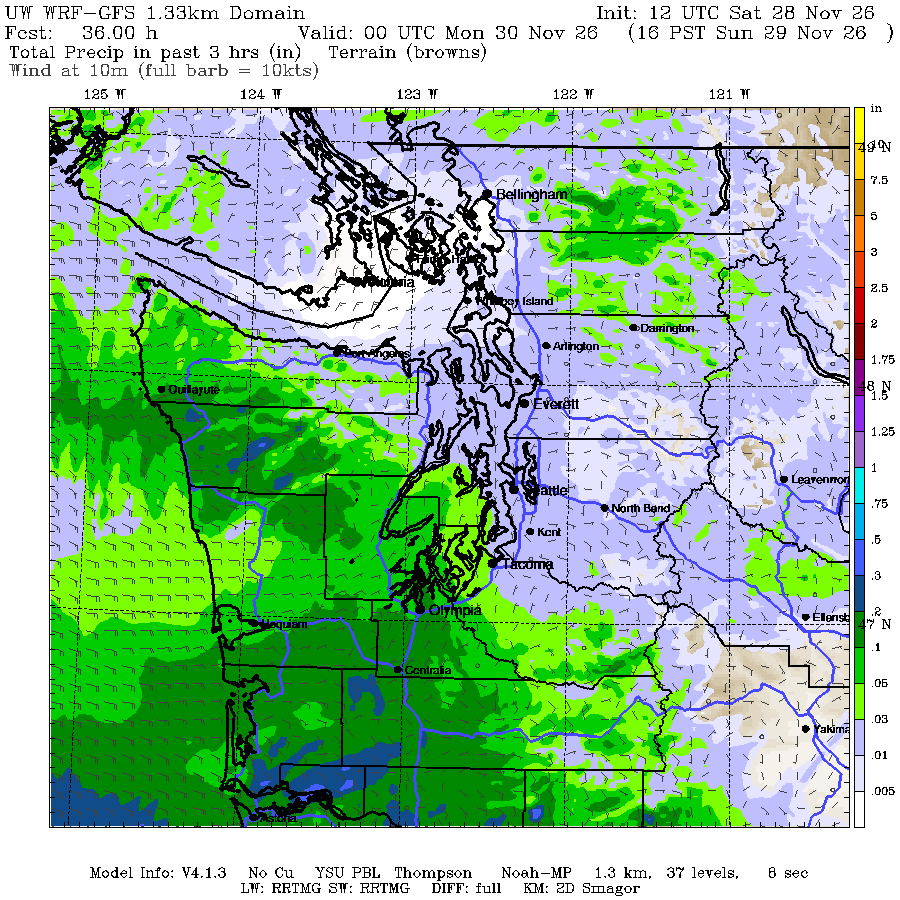 UW WRF-GFS 1.33km Domain Init: 12 UTC Sat 28 Nov 26
Fcst: 36.00 h Valid: 00 UTC Mon 30 Nov 26 (16 PST Sun 29 Nov 26 )
Total Precip in past 3 hrs (in) Terrain (browns)
Wind at 10m (full barb = 10kts)
125 W 124 W 123 W 122 W 121 W
in
49 N
Bellingham
7.5
5
3
Whidbey Island
2.5
Darrington
2
Port Angeles
Arlington
1.75
Quillayute
48 N
1.5
Everett
1.25
1
Leavenwor
Seattle
North Bend
.75
Kent
.5
Tacoma
.3
Olympia
.2
Hoquiam
Ellensb
47 N
.1
Centralia
.05
.03
Yakima
.01
.005
Astoria
Model Info: V4.1.3 No Cu YSU PBL Thompson Noah-MP 1.3 km, 37 levels, 8 sec
LW: RRTMG SW: RRTMG DIFF: full KM: 2D Smagor